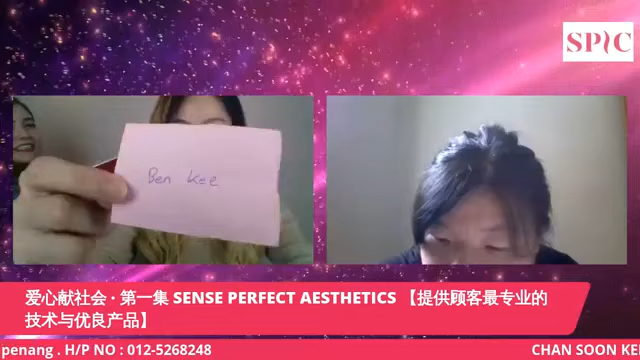 SPIC
Ben Kee
爱心献社会 · 第一集 SENSE PERFECT AESTHETICS 【提供顾客最专业的
技术与优良产品】
penang . H/P NO : 012-5268248
CHAN SOON KE